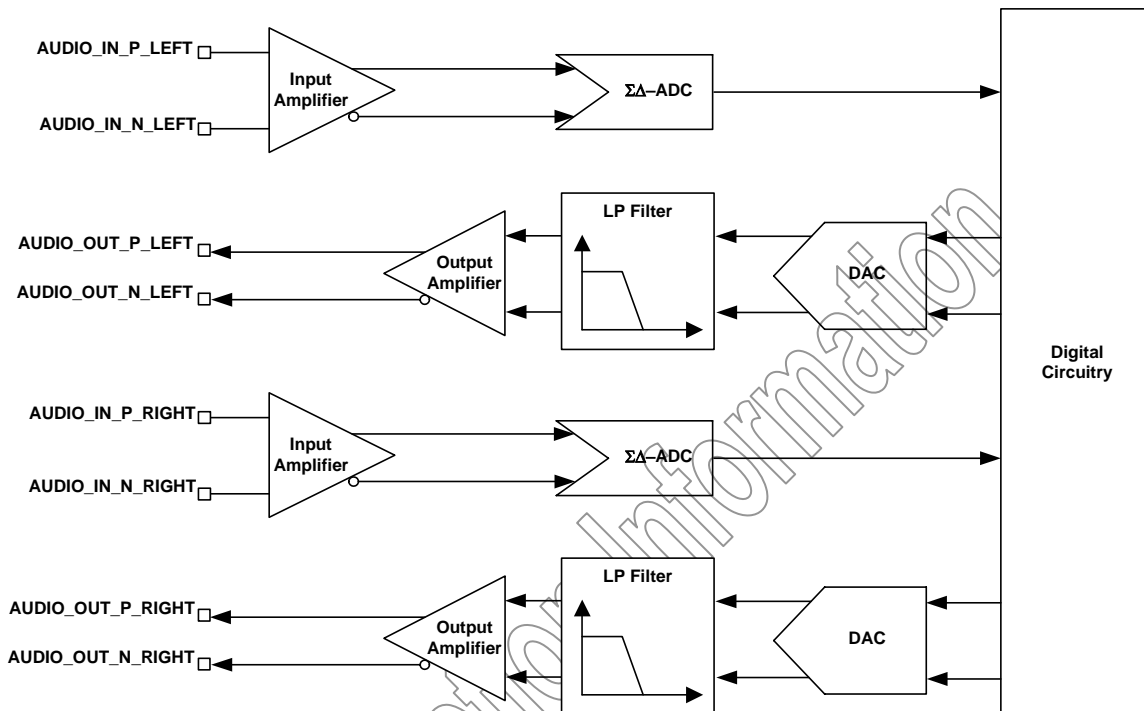 AUDIO_IN_P_LEFT
AUDIO_IN_N_LEFT
Input
Amplifier
ΣΔ–ADC
AUDIO_OUT_P_LEFT
AUDIO_OUT_N_LEFT
Output
Amplifier
LP Filter
DAC
Digital
Circuitry
AUDIO_IN_P_RIGHT
AUDIO_IN_N_RIGHT
Input
Amplifier
ΣΔ–ADC
AUDIO_OUT_P_RIGHT
AUDIO_OUT_N_RIGHT
Output
Amplifier
LP Filter
DAC
Information